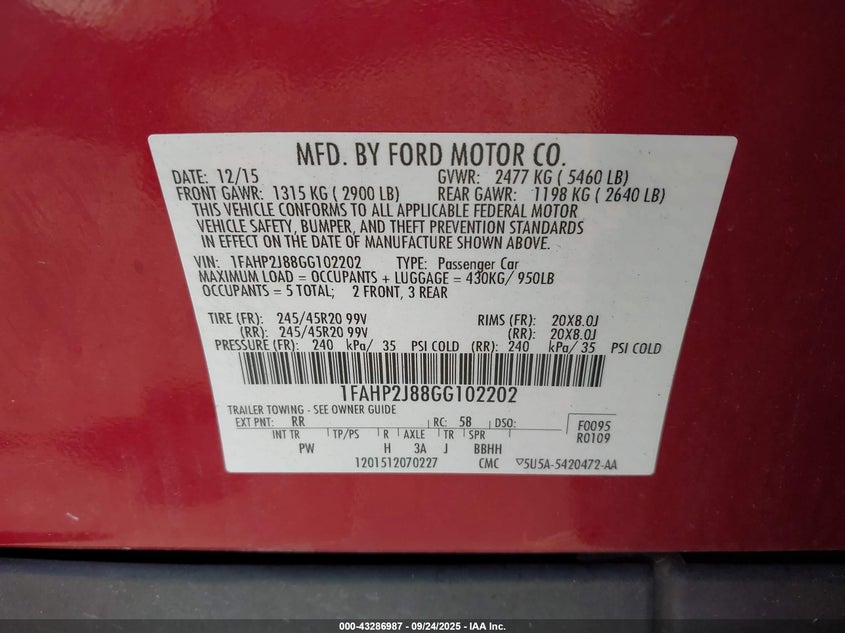 MFD. BY FORD MOTOR CO.
DATE: 12/15 GVWR: 2477 KG ( 5460 LB)
FRONT GAWR: 1315 KG ( 2900 LB) REAR GAWR: 1198 KG ( 2640 LB)
THIS VEHICLE CONFORMS TO ALL APPLICABLE FEDERAL MOTOR
VEHICLE SAFETY, BUMPER, AND THEFT PREVENTION STANDARDS
IN EFFECT ON THE DATE OF MANUFACTURE SHOWN ABOVE.
VIN: 1FAHP2J88GG102202 TYPE: Passenger Car
MAXIMUM LOAD = OCCUPANTS + LUGGAGE = 430KG/ 950LB
OCCUPANTS = 5 TOTAL; 2 FRONT, 3 REAR
TIRE (FR): 245/45R20 99V RIMS (FR): 20X8.0J
(RR): 245/45R20 99V (RR): 20X8.0J
PRESSURE (FR): 240 kPa/ 35 PSI COLD (RR): 240 kPa/ 35 PSI COLD
1FAHP2J88GG102202
TRAILER TOWING - SEE OWNER GUIDE
EXT PNT: RR RC: 58 DSO: F0095
INT TR TP/PS R AXLE TR SPR R0109
PW H 3A J BBHH
1201512070227 CMC ▽5U5A-5420472-AA
000-43286987 - 09/24/2025 - IAA Inc.